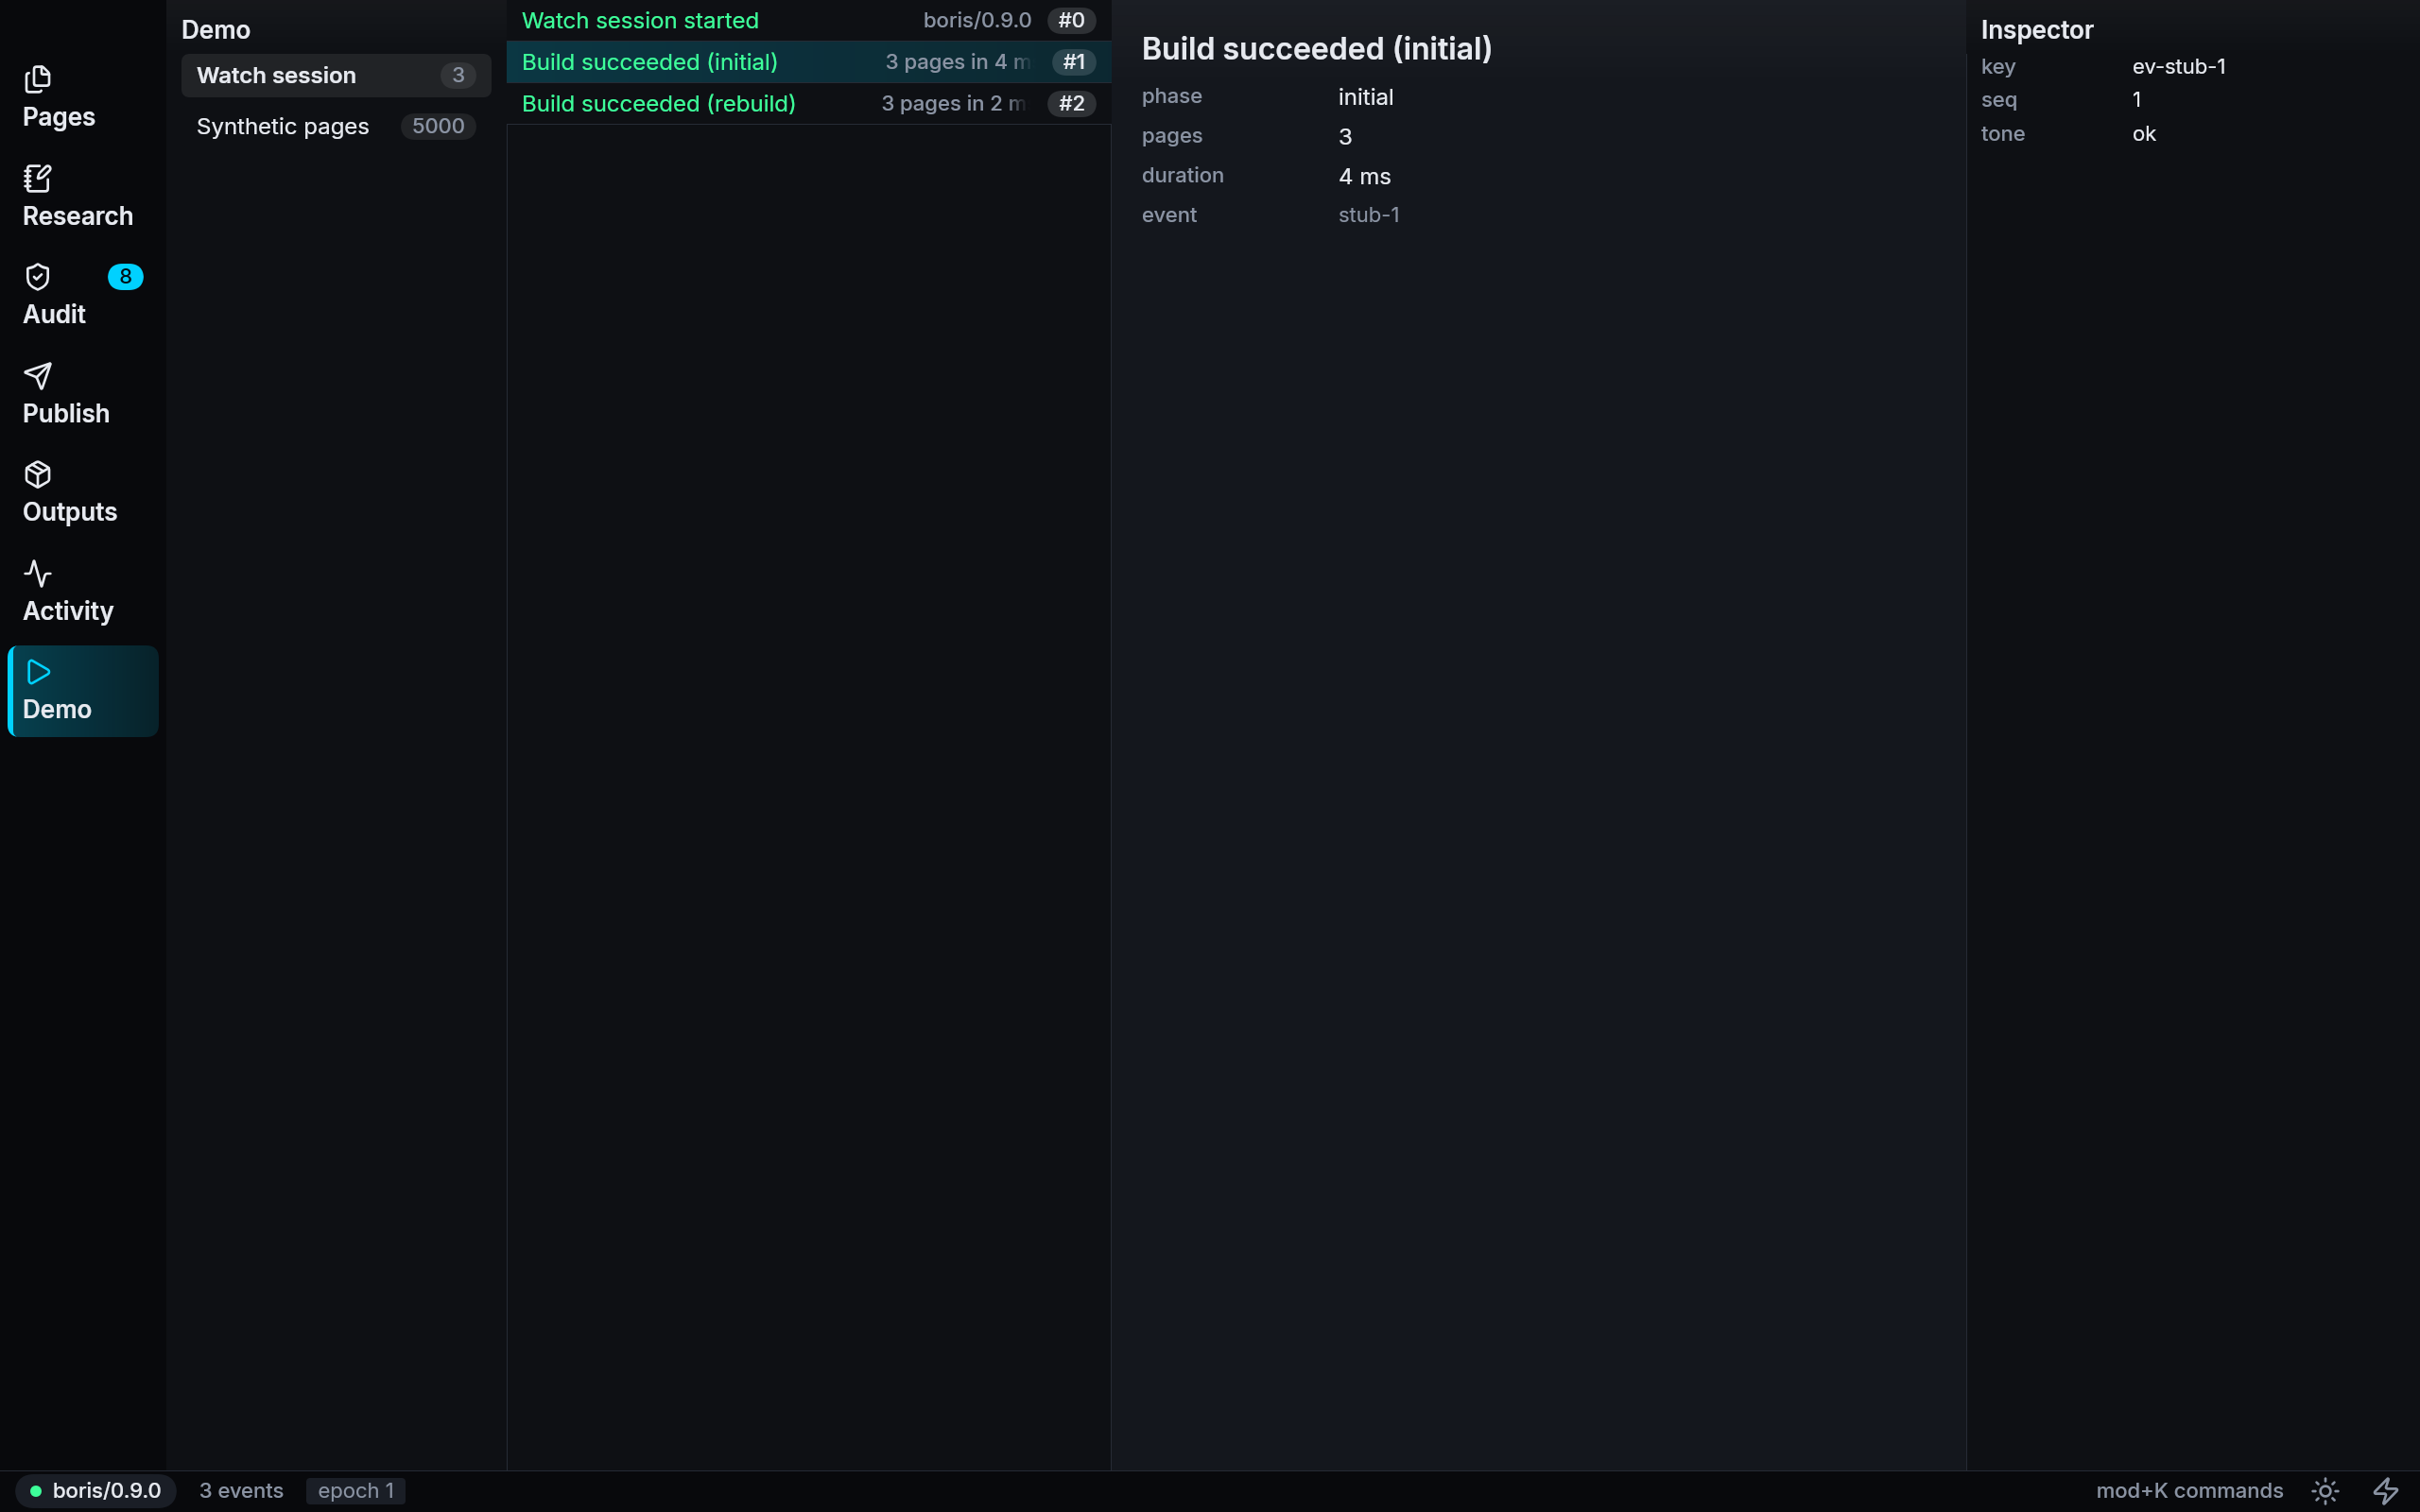 Pages
Research
8
Audit
Publish
Outputs
Activity
Demo
Demo
Watch session 3
Synthetic pages 5000
Watch session started boris/0.9.0 #0
Build succeeded (initial) 3 pages in 4 m #1
Build succeeded (rebuild) 3 pages in 2 m #2
Build succeeded (initial)
phase initial
pages 3
duration 4 ms
event stub-1
Inspector
key ev-stub-1
seq 1
tone ok
boris/0.9.0 3 events epoch 1 mod+K commands